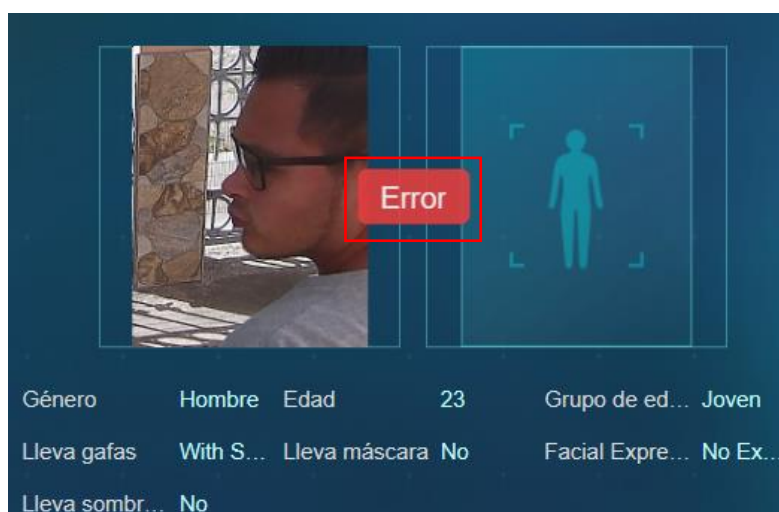 Error
Género Hombre Edad 23 Grupo de ed... Joven
Lleva gafas With S... Lleva máscara No Facial Expre... No Ex...
Lleva sombr... No